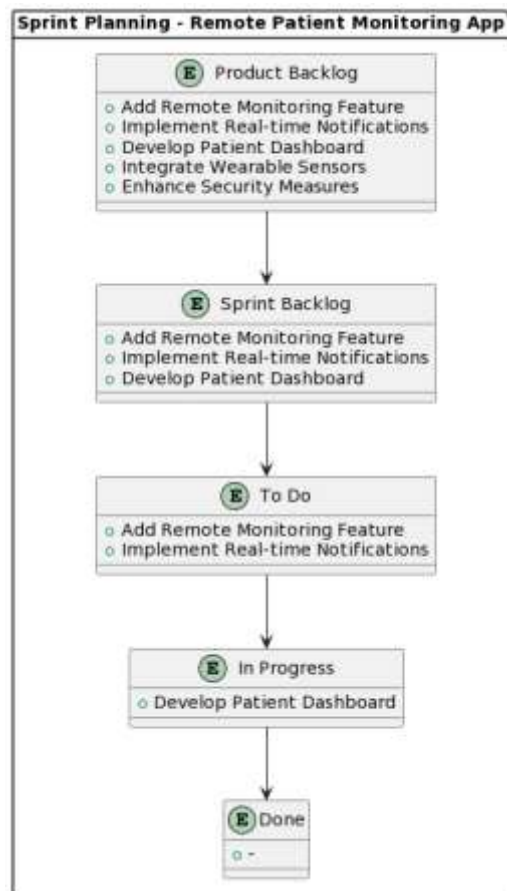 Sprint Planning - Remote Patient Monitoring App
E Product Backlog
Add Remote Monitoring Feature
Implement Real-time Notifications
Develop Patient Dashboard
Integrate Wearable Sensors
Enhance Security Measures
E Sprint Backlog
Add Remote Monitoring Feature
Implement Real-time Notifications
Develop Patient Dashboard
E To Do
Add Remote Monitoring Feature
Implement Real-time Notifications
E In Progress
Develop Patient Dashboard
E Done
-